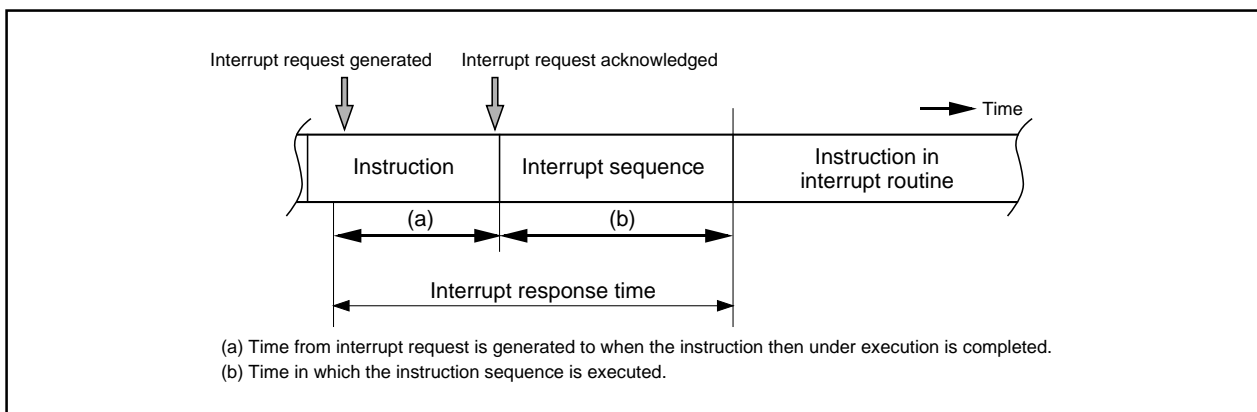 Interrupt request generated
Interrupt request acknowledged
Time
Instruction
Interrupt sequence
Instruction in
interrupt routine
(a)
(b)
Interrupt response time
(a) Time from interrupt request is generated to when the instruction then under execution is completed.
(b) Time in which the instruction sequence is executed.